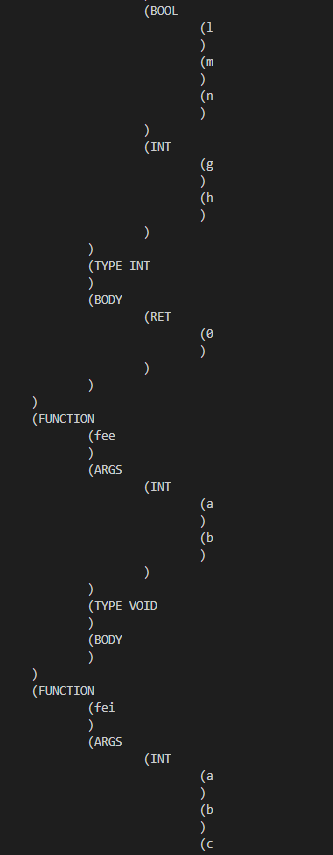 (BOOL
(l
)
(m
)
(n
)
)
(INT
(g
)
(h
)
)
)
(TYPE INT
)
(BODY
(RET
(0
)
)
)
)
(FUNCTION
(fee
)
(ARGS
(INT
(a
)
(b
)
)
)
(TYPE VOID
)
(BODY
)
)
(FUNCTION
(fei
)
(ARGS
(INT
(a
)
(b
)
(c